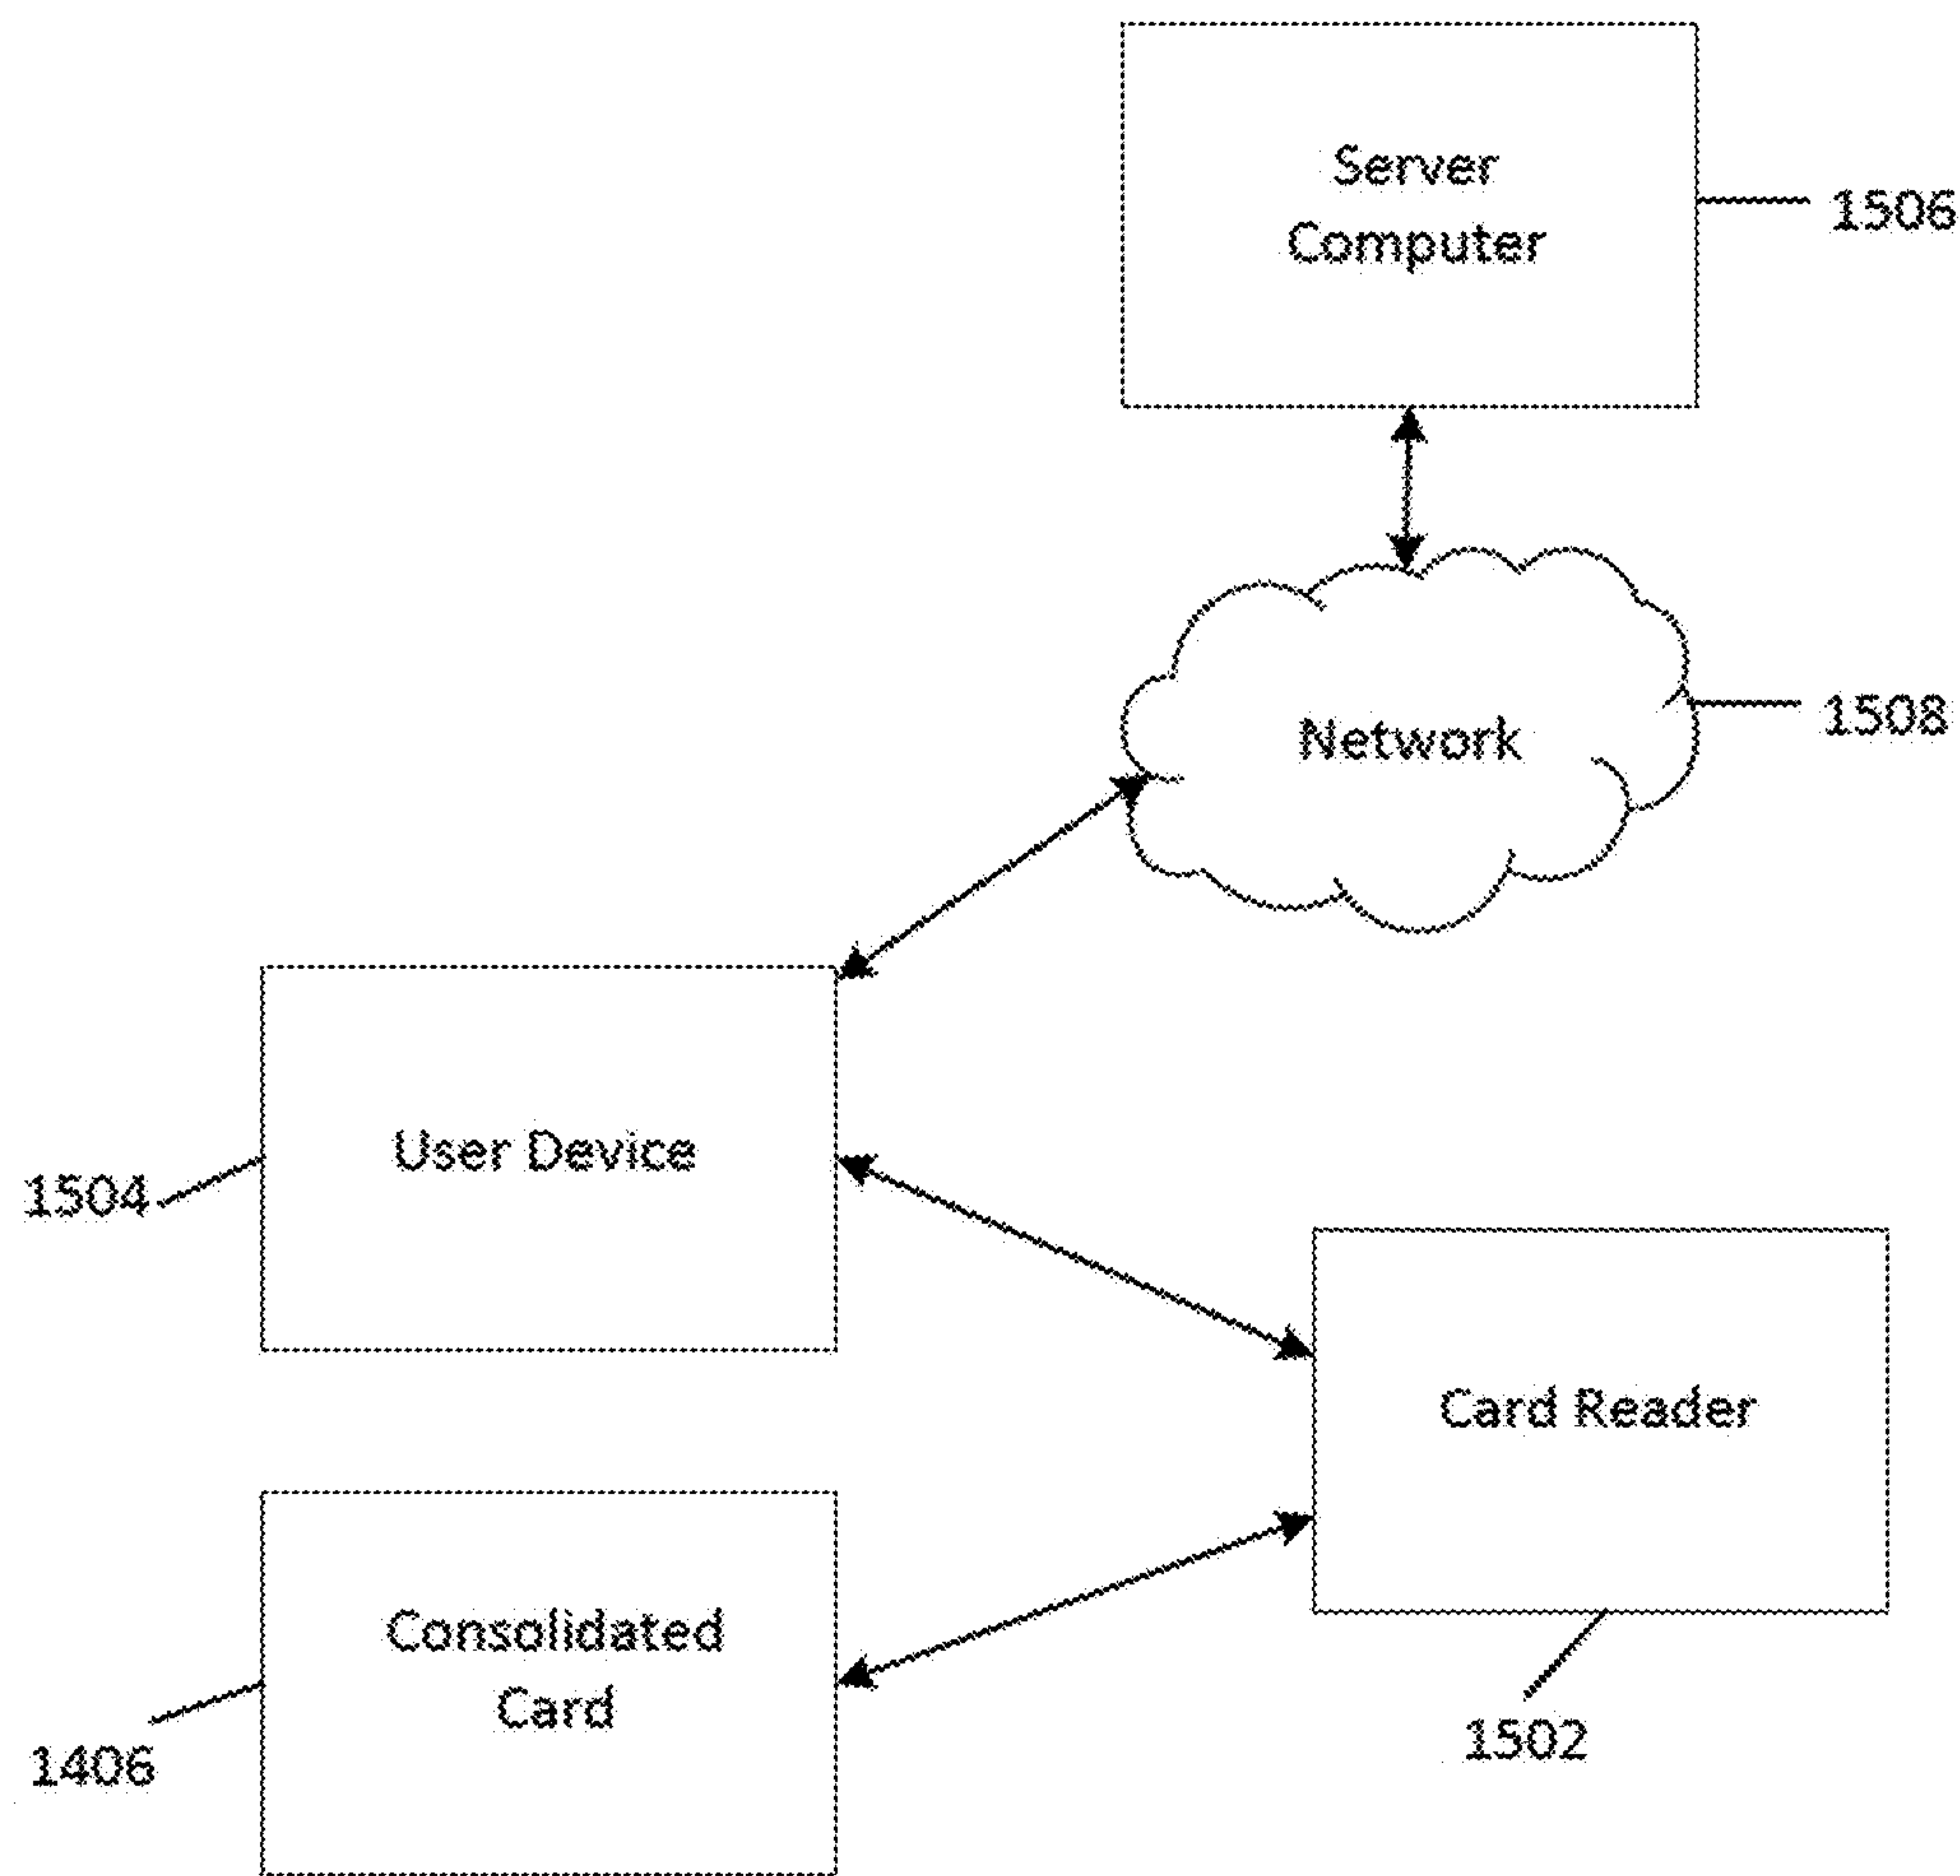 Server
Computer
1506
Network
1508
User Device
1504
Card Reader
1502
Consolidated
Card
1406